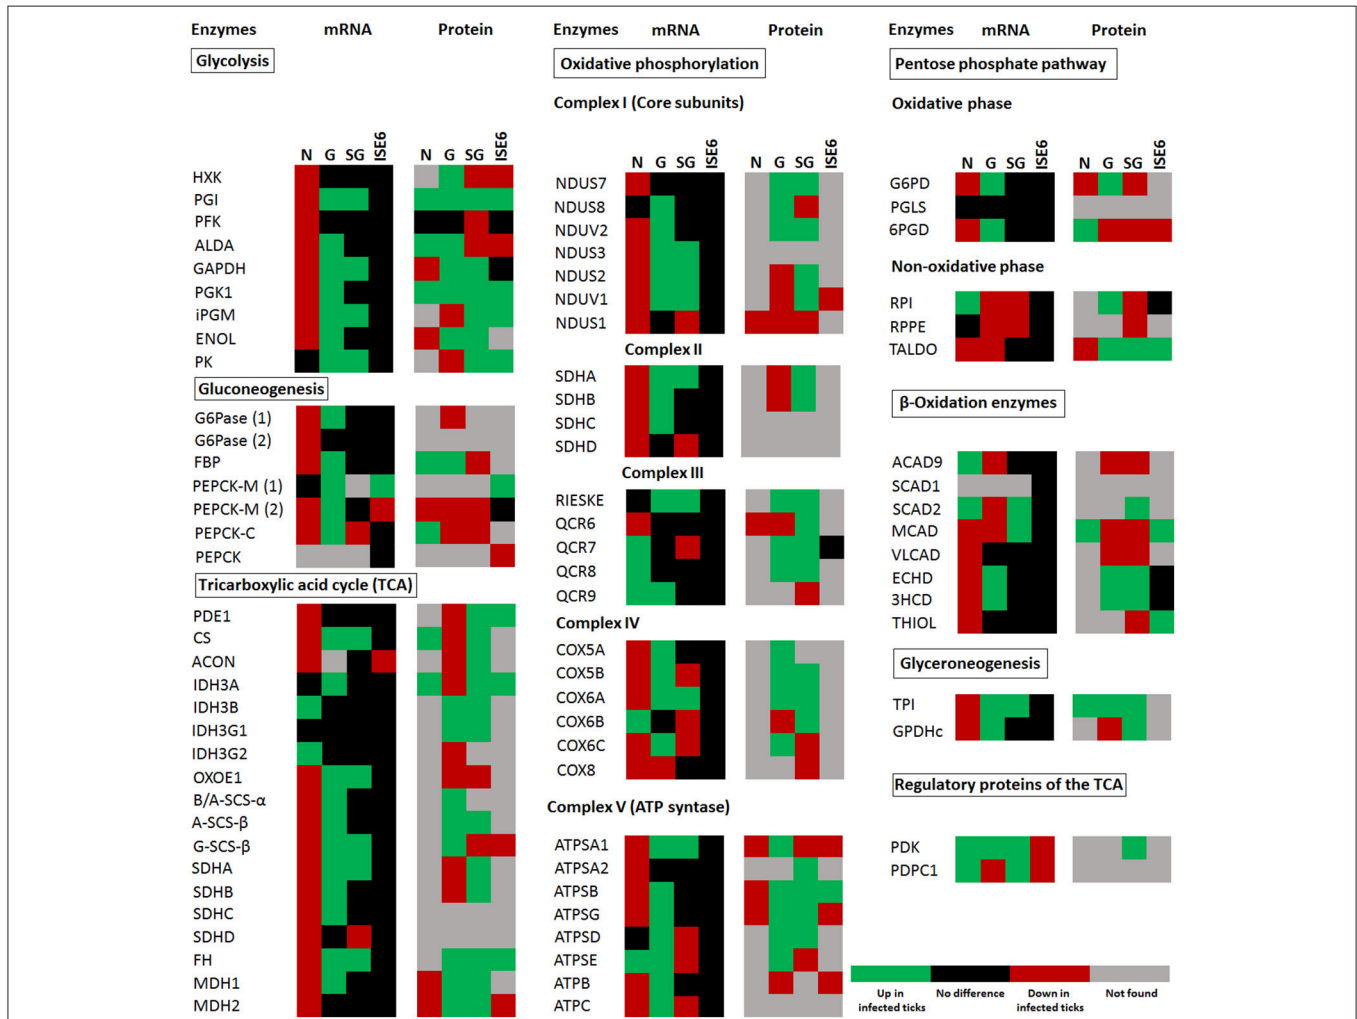 Enzymes mRNA Protein
Glycolysis
N G SG ISE6 N G SG ISE6
HXK
PGI
PFK
ALDA
GAPDH
PGK1
iPGM
ENOL
PK
Gluconeogenesis
G6Pase (1)
G6Pase (2)
FBP
PEPCK-M (1)
PEPCK-M (2)
PEPCK-C
PEPCK
Tricarboxylic acid cycle (TCA)
PDE1
CS
ACON
IDH3A
IDH3B
IDH3G1
IDH3G2
OXOE1
B/A-SCS-α
A-SCS-β
G-SCS-β
SDHA
SDHB
SDHC
SDHD
FH
MDH1
MDH2
Enzymes mRNA Protein
Oxidative phosphorylation
Complex I (Core subunits)
N G SG ISE6 N G SG ISE6
NDUS7
NDUS8
NDUV2
NDUS3
NDUS2
NDUV1
NDUS1
Complex II
SDHA
SDHB
SDHC
SDHD
Complex III
RIESKE
QCR6
QCR7
QCR8
QCR9
Complex IV
COX5A
COX5B
COX6A
COX6B
COX6C
COX8
Complex V (ATP syntase)
ATPSA1
ATPSA2
ATPSB
ATPSG
ATPSD
ATPSE
ATPB
ATPC
Enzymes mRNA Protein
Pentose phosphate pathway
Oxidative phase
N G SG ISE6 N G SG ISE6
G6PD
PGLS
6PGD
Non-oxidative phase
RPI
RPPE
TALDO
β-Oxidation enzymes
ACAD9
SCAD1
SCAD2
MCAD
VLCAD
ECHD
3HCD
THIOL
Glyceroneogenesis
TPI
GPDHc
Regulatory proteins of the TCA
PDK
PDPC1
Up in No difference Down in Not found
infected ticks infected ticks